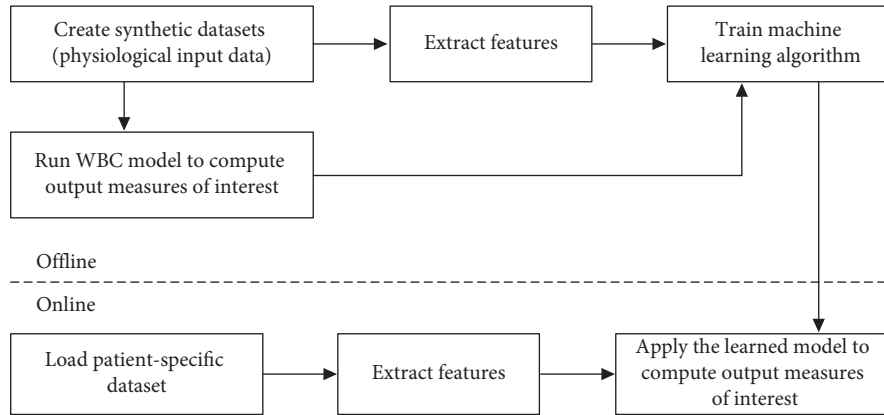 Create synthetic datasets
(physiological input data)
Extract features
Train machine
learning algorithm
Run WBC model to compute
output measures of interest
Offline
Online
Load patient-specific
dataset
Extract features
Apply the learned model to
compute output measures
of interest